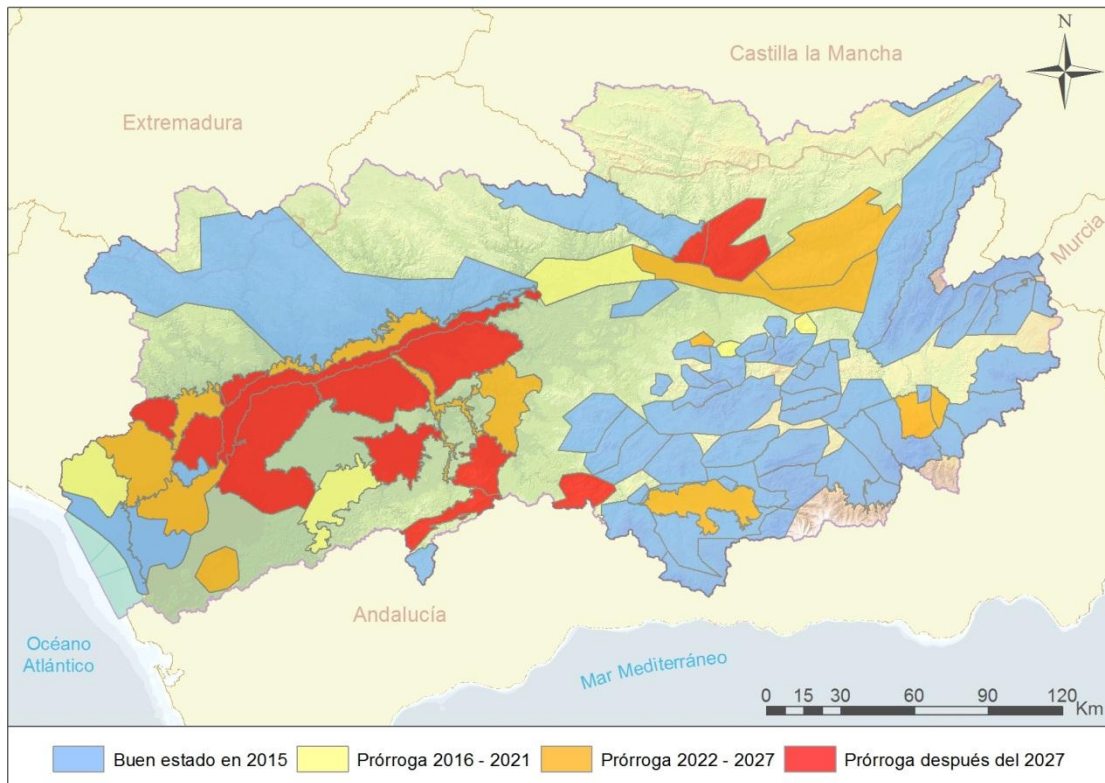 N
Castilla la Mancha
Extremadura
Murcia
Andalucía
Océano
Atlántico
Mar Mediterráneo
0 15 30 60 90 120
Km
Buen estado en 2015 Prórroga 2016 - 2021 Prórroga 2022 - 2027 Prórroga después del 2027